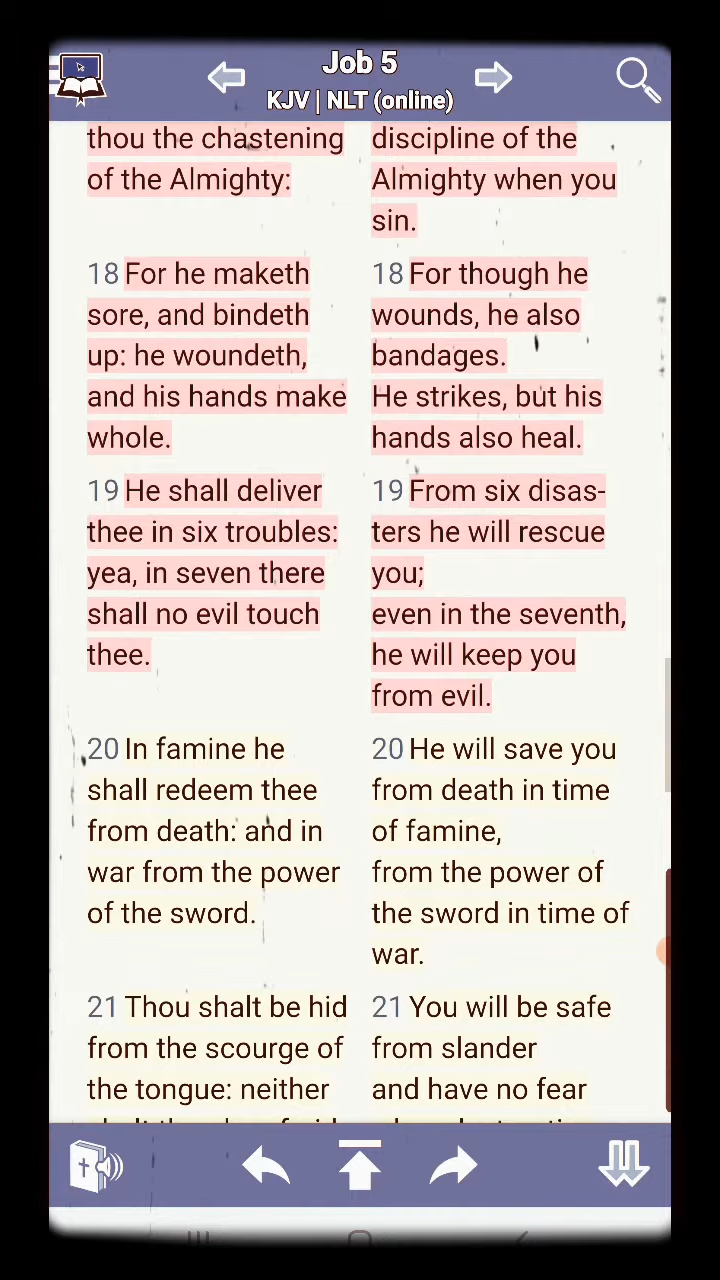 Job 5
KJV | NLT (online)
thou the chastening
of the Almighty:
18 For he maketh
sore, and bindeth
up: he woundeth,
and his hands make
whole.
19 He shall deliver
thee in six troubles:
yea, in seven there
shall no evil touch
thee.
20 In famine he
shall redeem thee
from death: and in
war from the power
of the sword.
21 Thou shalt be hid
from the scourge of
the tongue: neither
discipline of the
Almighty when you
sin.
18 For though he
wounds, he also
bandages.
He strikes, but his
hands also heal.
19 From six disas-
ters he will rescue
you;
even in the seventh,
he will keep you
from evil.
20 He will save you
from death in time
of famine,
from the power of
the sword in time of
war.
21 You will be safe
from slander
and have no fear